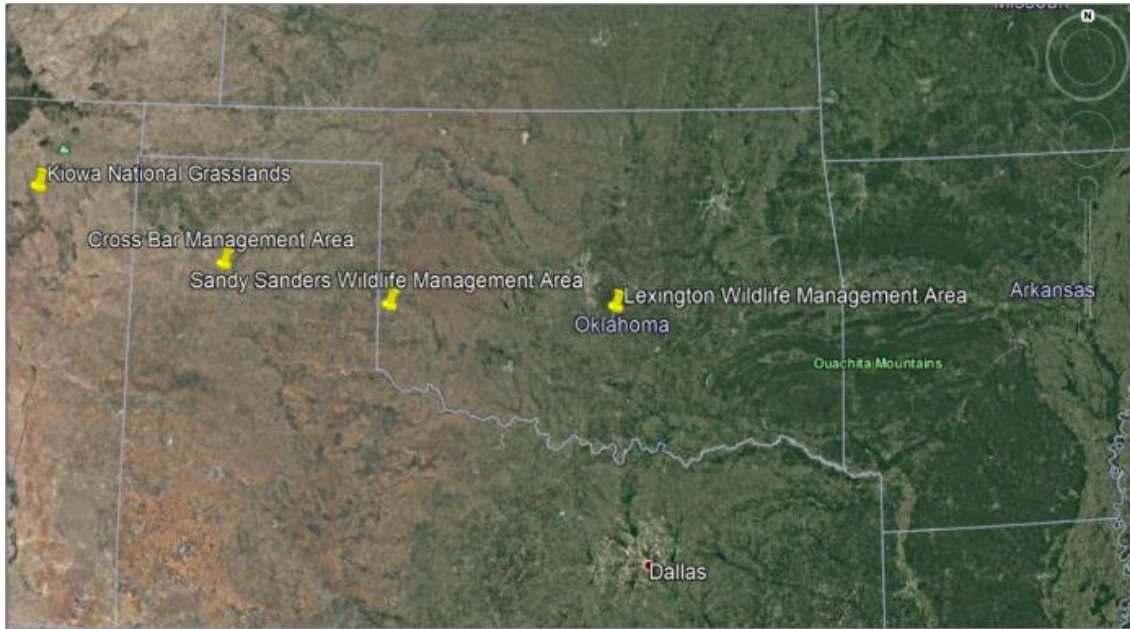 Missouri
N
Kiowa National Grasslands
Cross Bar Management Area
Sandy Sanders Wildlife Management Area
Lexington Wildlife Management Area
Arkansas
Oklahoma
Ouachita Mountains
Dallas